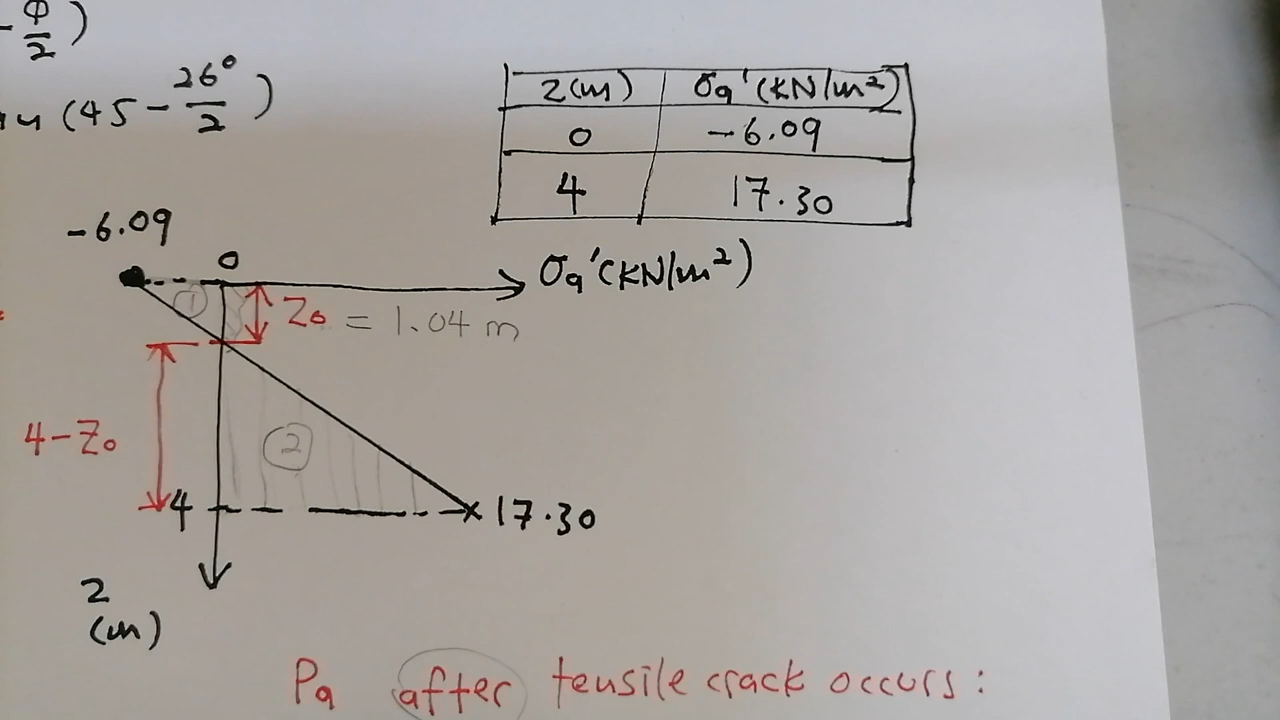 - φ/2 )
(45 - 26°/2 )
z(m) σa'(KN/m²)
0 -6.09
4 17.30
-6.09
0
σa'(KN/m²)
1
Zo = 1.04 m
4-Zo
2
4
17.30
z
(m)
Pa after tensile crack occurs: